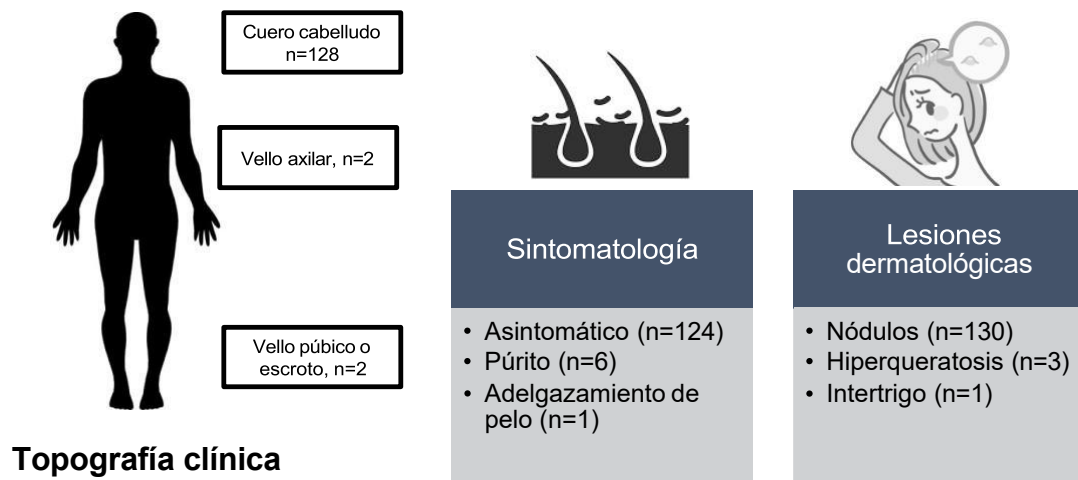 Cuero cabelludo
n=128
Vello axilar, n=2
Vello púbico o
escroto, n=2
Topografía clínica
Sintomatología
• Asintomático (n=124)
• Púrito (n=6)
• Adelgazamiento de
pelo (n=1)
Lesiones
dermatológicas
• Nódulos (n=130)
• Hiperqueratosis (n=3)
• Intertrigo (n=1)